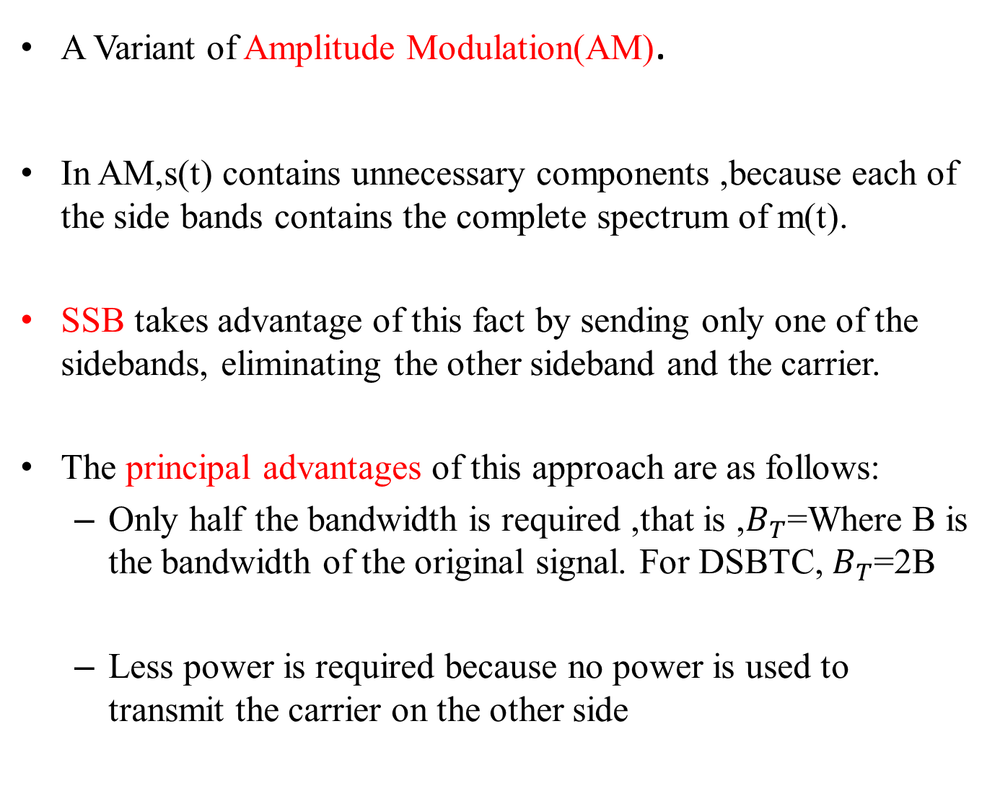 • A Variant of Amplitude Modulation(AM).
• In AM,s(t) contains unnecessary components ,because each of
the side bands contains the complete spectrum of m(t).
• SSB takes advantage of this fact by sending only one of the
sidebands, eliminating the other sideband and the carrier.
• The principal advantages of this approach are as follows:
– Only half the bandwidth is required ,that is ,𝐵𝑇=Where B is
the bandwidth of the original signal. For DSBTC, 𝐵𝑇=2B
– Less power is required because no power is used to
transmit the carrier on the other side